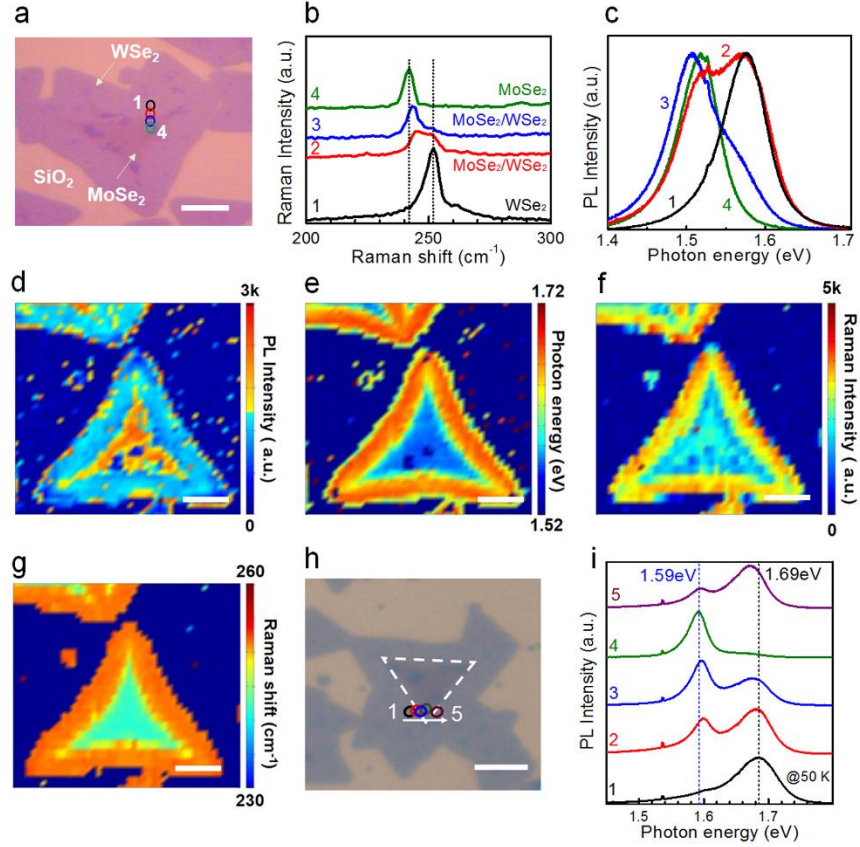 a
WSe₂
1
4
SiO₂
MoSe₂
b
Raman Intensity (a.u.)
4
MoSe₂
3
MoSe₂/WSe₂
2
MoSe₂/WSe₂
1
WSe₂
200 250 300
Raman shift (cm⁻¹)
c
PL Intensity (a.u.)
2
3
1
4
1.4 1.5 1.6 1.7
Photon energy (eV)
d
3k
PL Intensity ( a.u.)
0
e
1.72
Photon energy (eV)
1.52
f
5k
Raman Intensity (a.u.)
0
g
260
Raman shift (cm⁻¹)
230
h
1 5
i
PL Intensity (a.u.)
1.59eV 1.69eV
5
4
3
2
1
@50 K
1.5 1.6 1.7
Photon energy (eV)